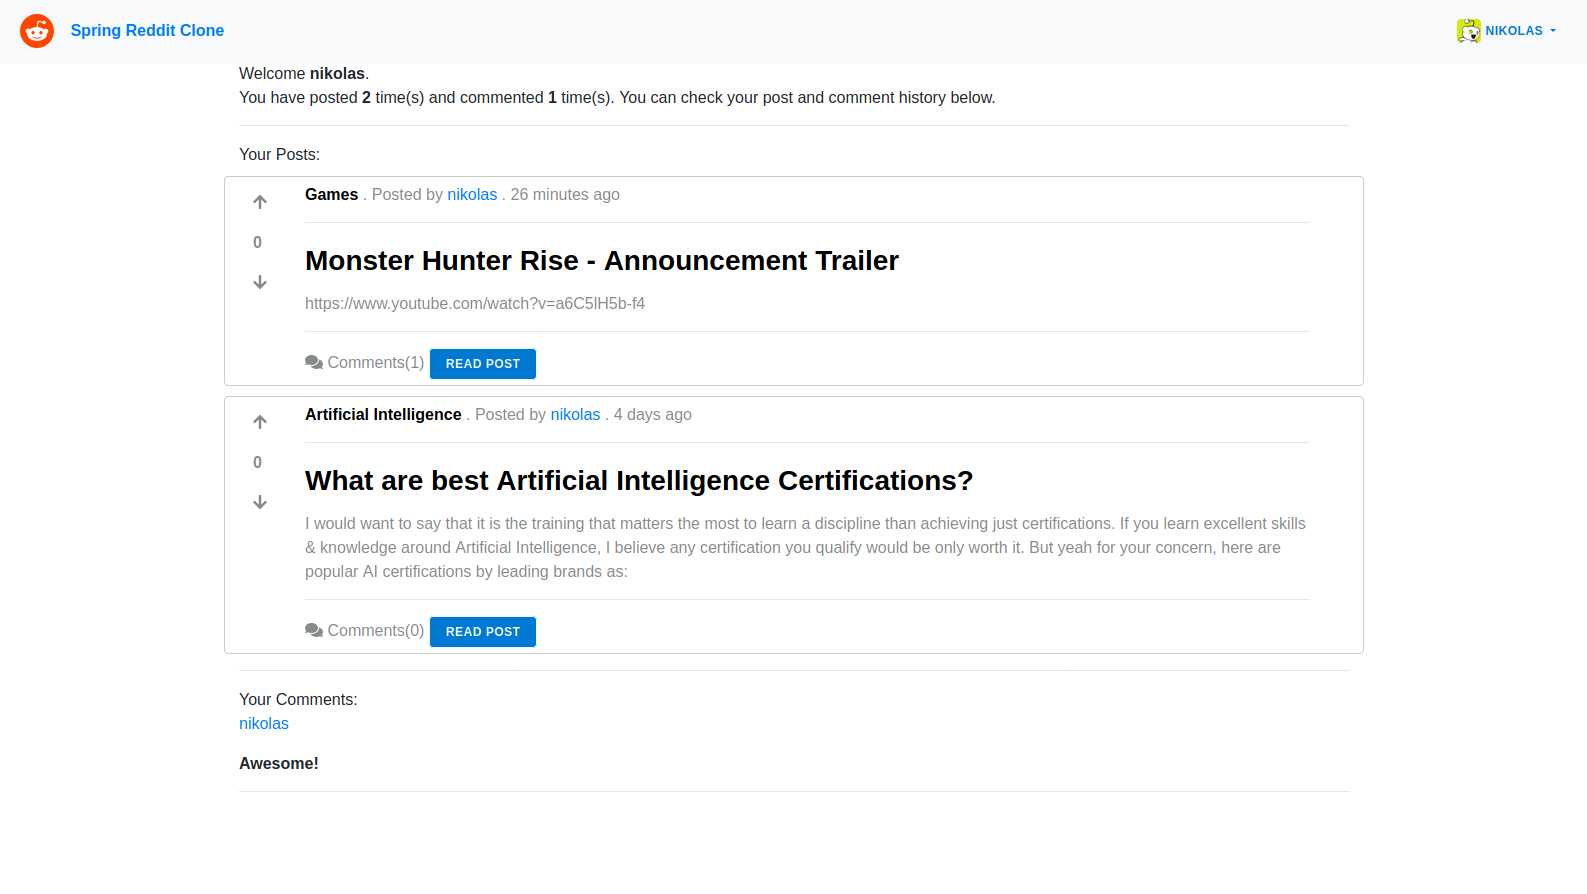 Spring Reddit Clone
NIKOLAS
Welcome nikolas.
You have posted 2 time(s) and commented 1 time(s). You can check your post and comment history below.
Your Posts:
Games . Posted by nikolas . 26 minutes ago
0
Monster Hunter Rise - Announcement Trailer
https://www.youtube.com/watch?v=a6C5lH5b-f4
Comments(1) READ POST
Artificial Intelligence . Posted by nikolas . 4 days ago
0
What are best Artificial Intelligence Certifications?
I would want to say that it is the training that matters the most to learn a discipline than achieving just certifications. If you learn excellent skills
& knowledge around Artificial Intelligence, I believe any certification you qualify would be only worth it. But yeah for your concern, here are
popular AI certifications by leading brands as:
Comments(0) READ POST
Your Comments:
nikolas
Awesome!